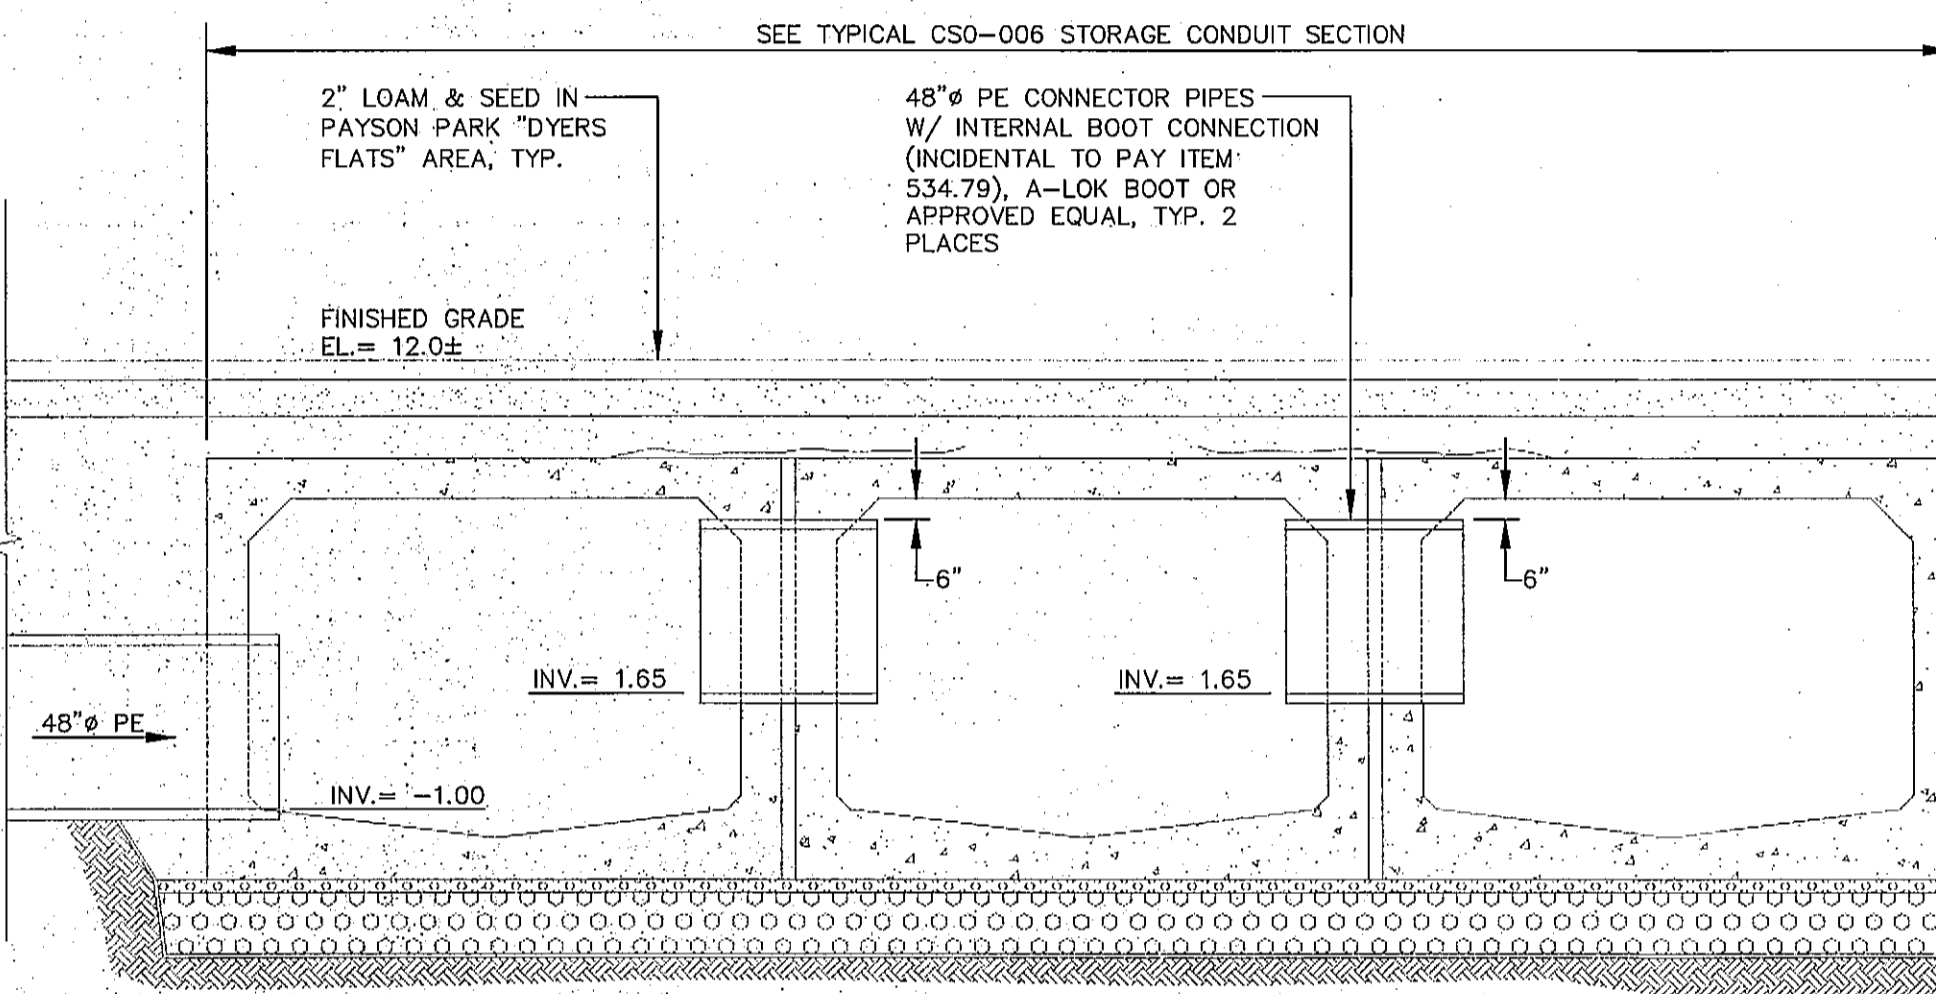 SEE TYPICAL CSO-006 STORAGE CONDUIT SECTION
2" LOAM & SEED IN
PAYSON PARK "DYERS
FLATS" AREA, TYP.
48"ø PE CONNECTOR PIPES
W/ INTERNAL BOOT CONNECTION
(INCIDENTAL TO PAY ITEM
534.79), A-LOK BOOT OR
APPROVED EQUAL, TYP. 2
PLACES
FINISHED GRADE
EL.= 12.0±
6"
6"
INV.= 1.65
INV.= 1.65
48"ø PE
INV.= -1.00